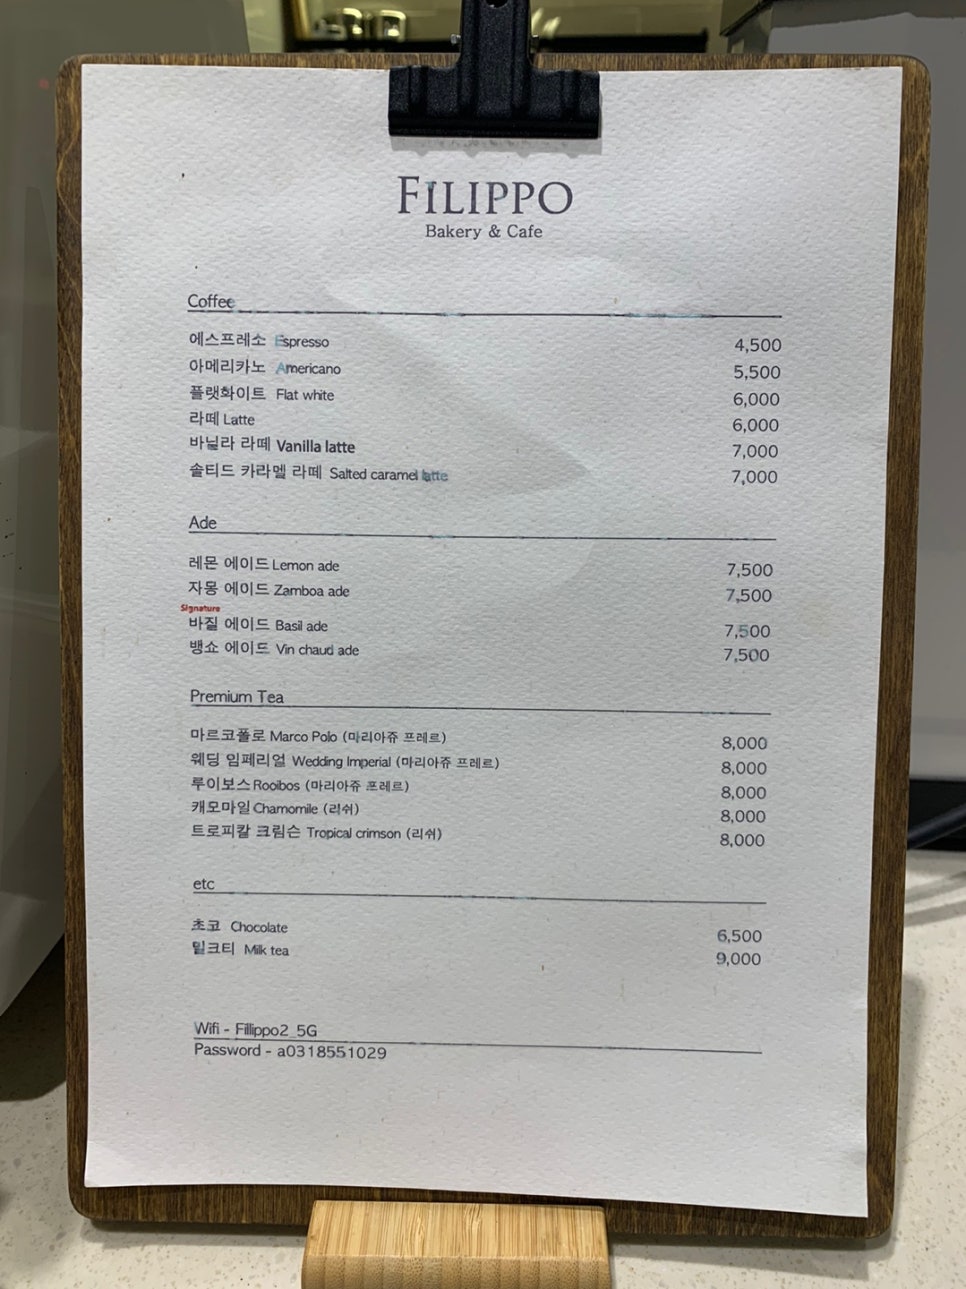 FILIPPO
Bakery & Cafe
Coffee
에스프레소 Espresso 4,500
아메리카노 Americano 5,500
플랫화이트 Flat white 6,000
라떼 Latte 6,000
바닐라 라떼 Vanilla latte 7,000
솔티드 카라멜 라떼 Salted caramel latte 7,000
Ade
레몬 에이드 Lemon ade 7,500
자몽 에이드 Zamboa ade 7,500
Signature
바질 에이드 Basil ade 7,500
뱅쇼 에이드 Vin chaud ade 7,500
Premium Tea
마르코폴로 Marco Polo (마리아쥬 프레르) 8,000
웨딩 임페리얼 Wedding Imperial (마리아쥬 프레르) 8,000
루이보스 Rooibos (마리아쥬 프레르) 8,000
캐모마일 Chamomile (리쉬) 8,000
트로피칼 크림슨 Tropical crimson (리쉬) 8,000
etc
초코 Chocolate 6,500
밀크티 Milk tea 9,000
Wifi - Fillippo2_5G
Password - a0318551029